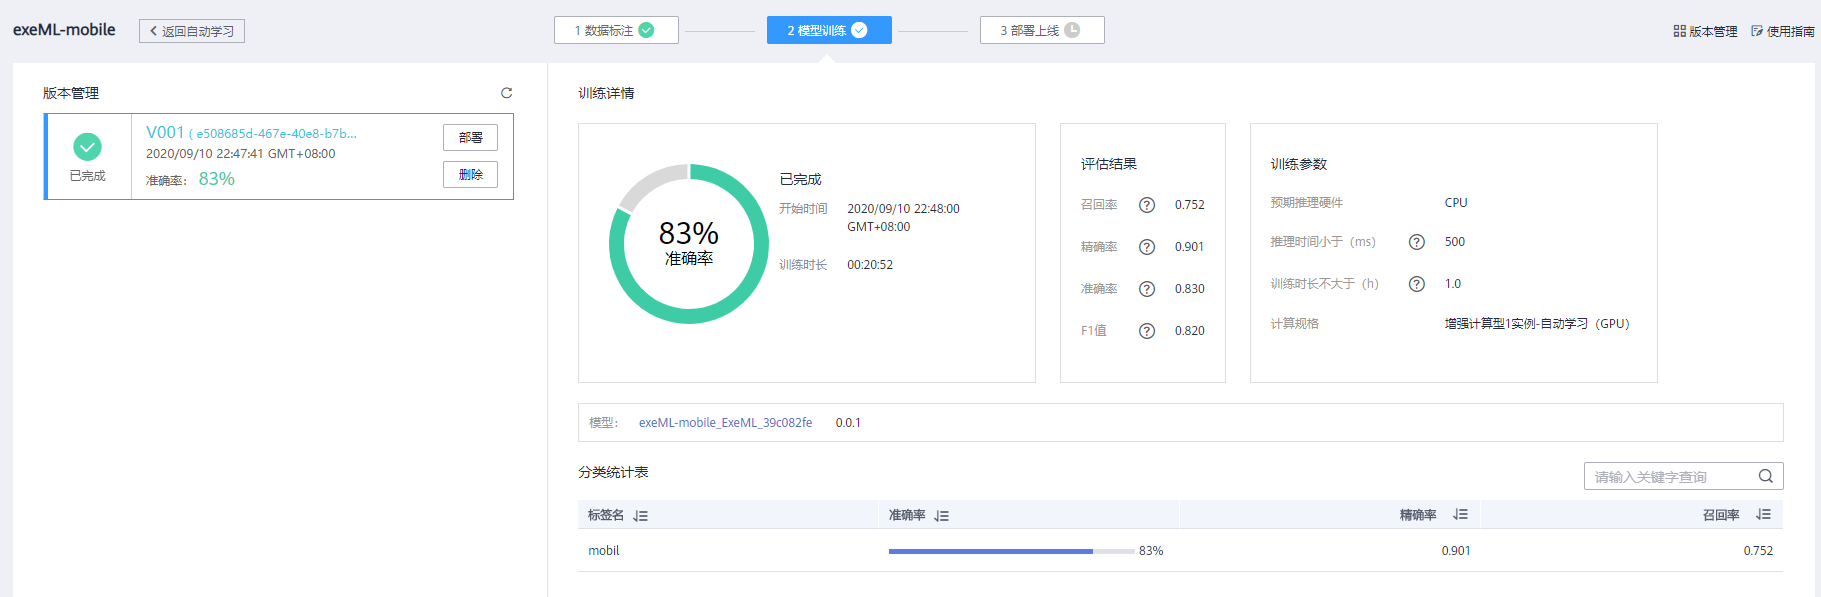 exeML-mobile
返回自动学习
1 数据标注
2 模型训练
3 部署上线
版本管理
使用指南
版本管理
V001 ( e508685d-467e-40e8-b7b...
2020/09/10 22:47:41 GMT+08:00
准确率： 83%
已完成
部署
删除
训练详情
83%
准确率
已完成
开始时间 2020/09/10 22:48:00
GMT+08:00
训练时长 00:20:52
评估结果
召回率 ? 0.752
精确率 ? 0.901
准确率 ? 0.830
F1值 ? 0.820
训练参数
预期推理硬件 CPU
推理时间小于（ms） ? 500
训练时长不大于（h） ? 1.0
计算规格 增强计算型1实例-自动学习（GPU）
模型： exeML-mobile_ExeML_39c082fe 0.0.1
分类统计表
请输入关键字查询
标签名 准确率 精确率 召回率
mobil 83% 0.901 0.752